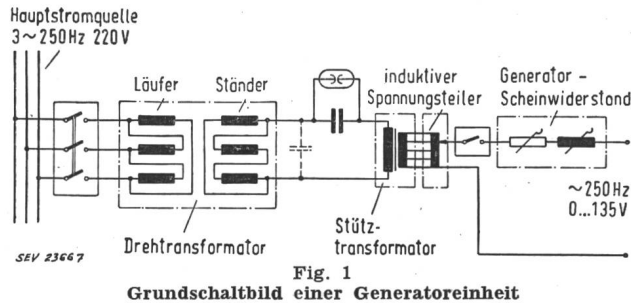 Hauptstromquelle
3~250Hz 220V
Läufer
Ständer
induktiver
Spannungsteiler
Generator -
Scheinwiderstand
Drehtransformator
Stütz-
transformator
~250Hz
0...135V
SEV 23667
Fig. 1
Grundschaltbild einer Generatoreinheit